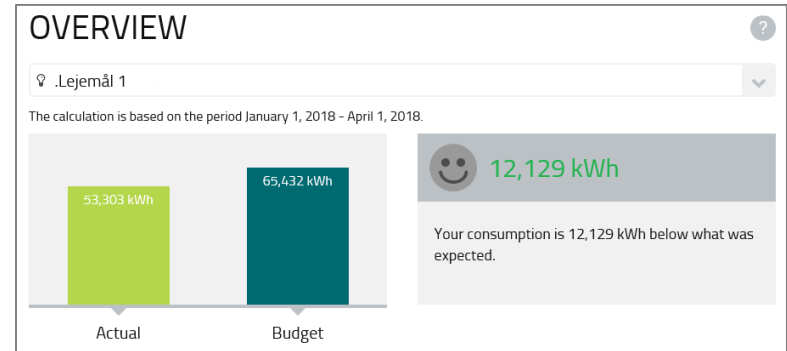 OVERVIEW
?
.Lejemål 1
The calculation is based on the period January 1, 2018 - April 1, 2018.
53,303 kWh
65,432 kWh
Actual
Budget
12,129 kWh
Your consumption is 12,129 kWh below what was
expected.